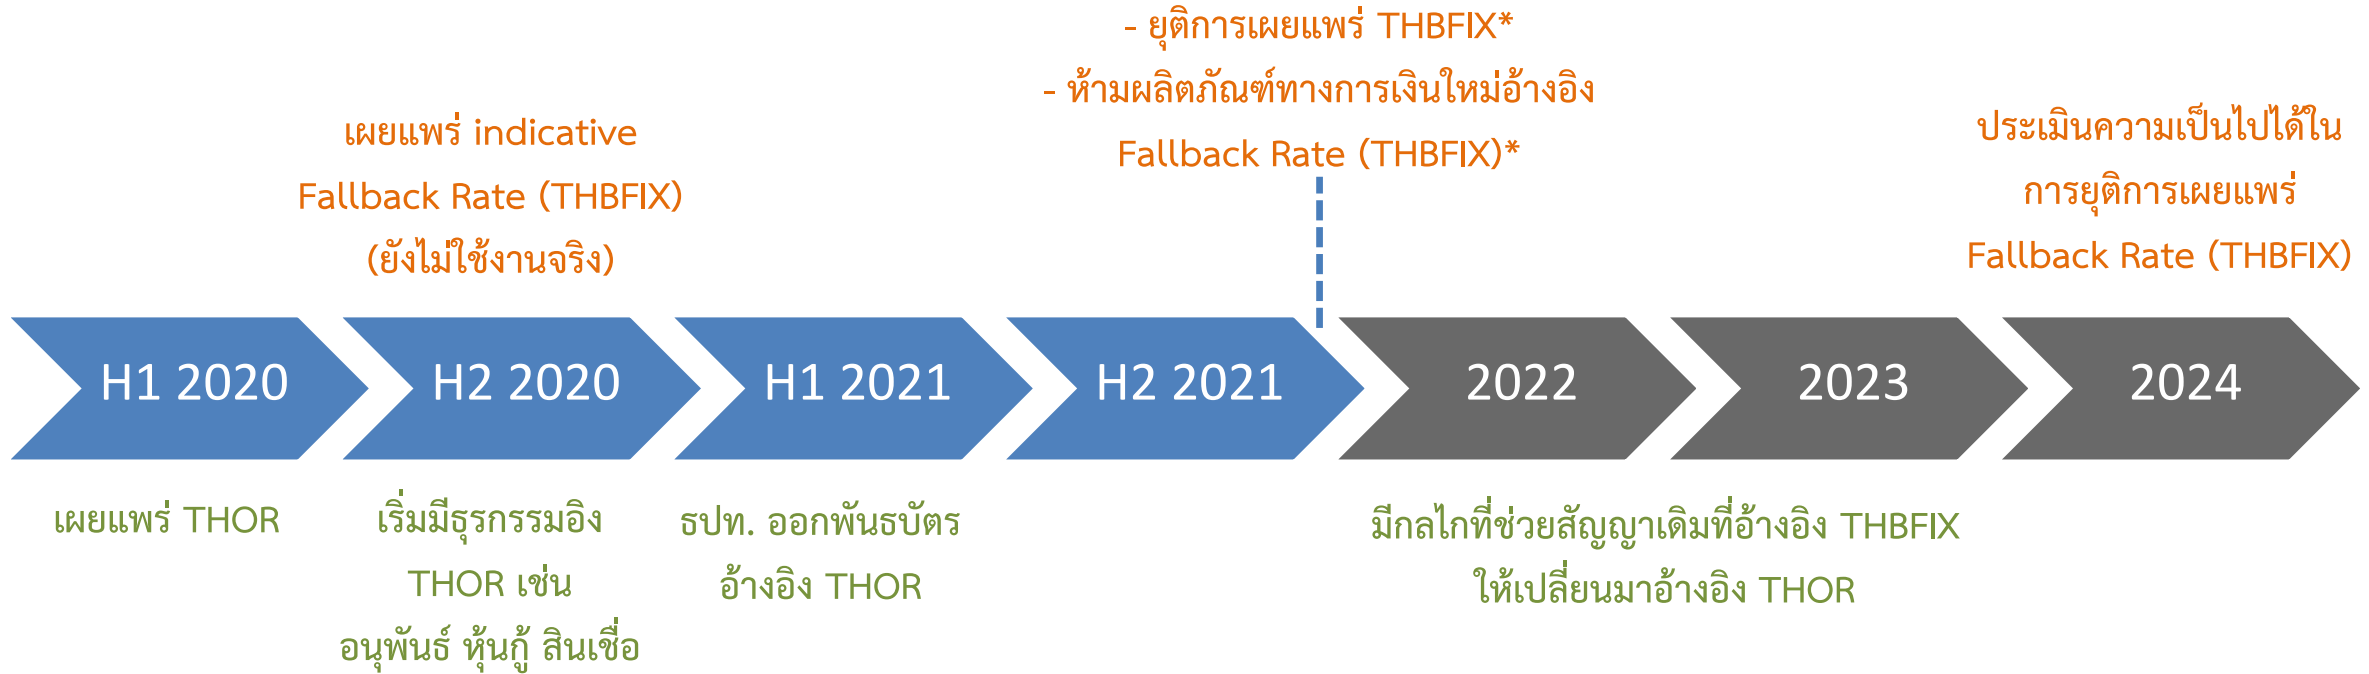 - ยุติการเผยแพร่ THBFIX*
- ห้ามผลิตภัณฑ์ทางการเงินใหม่อ้างอิง
Fallback Rate (THBFIX)*
เผยแพร่ indicative
Fallback Rate (THBFIX)
(ยังไม่ใช้งานจริง)
ประเมินความเป็นไปได้ใน
การยุติการเผยแพร่
Fallback Rate (THBFIX)
H1 2020
H2 2020
H1 2021
H2 2021
2022
2023
2024
เผยแพร่ THOR
เริ่มมีธุรกรรมอิง
THOR เช่น
อนุพันธ์ หุ้นกู้ สินเชื่อ
ธปท. ออกพันธบัตร
อ้างอิง THOR
มีกลไกที่ช่วยสัญญาเดิมที่อ้างอิง THBFIX
ให้เปลี่ยนมาอ้างอิง THOR